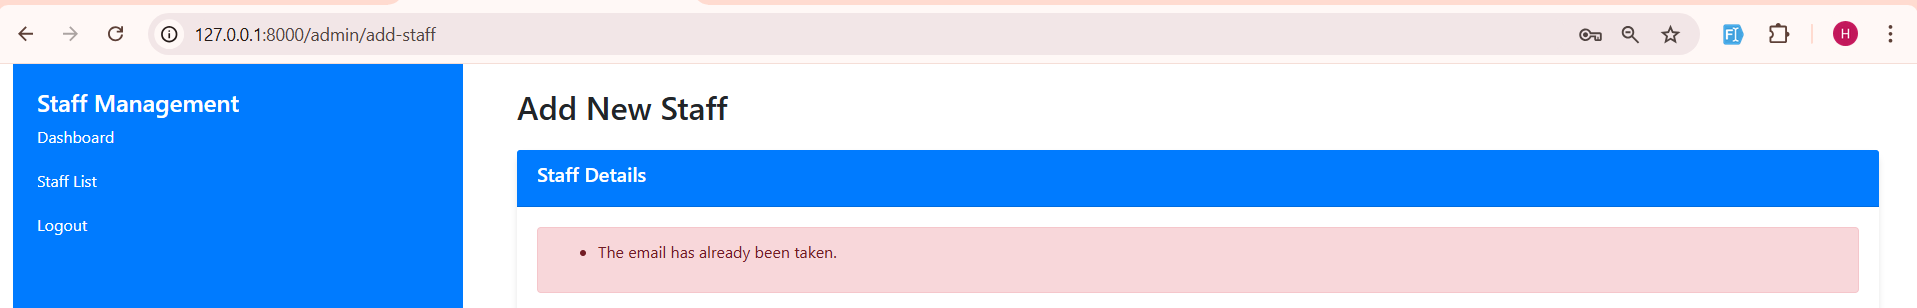 127.0.0.1:8000/admin/add-staff
H
Staff Management
Dashboard
Staff List
Logout
Add New Staff
Staff Details
The email has already been taken.